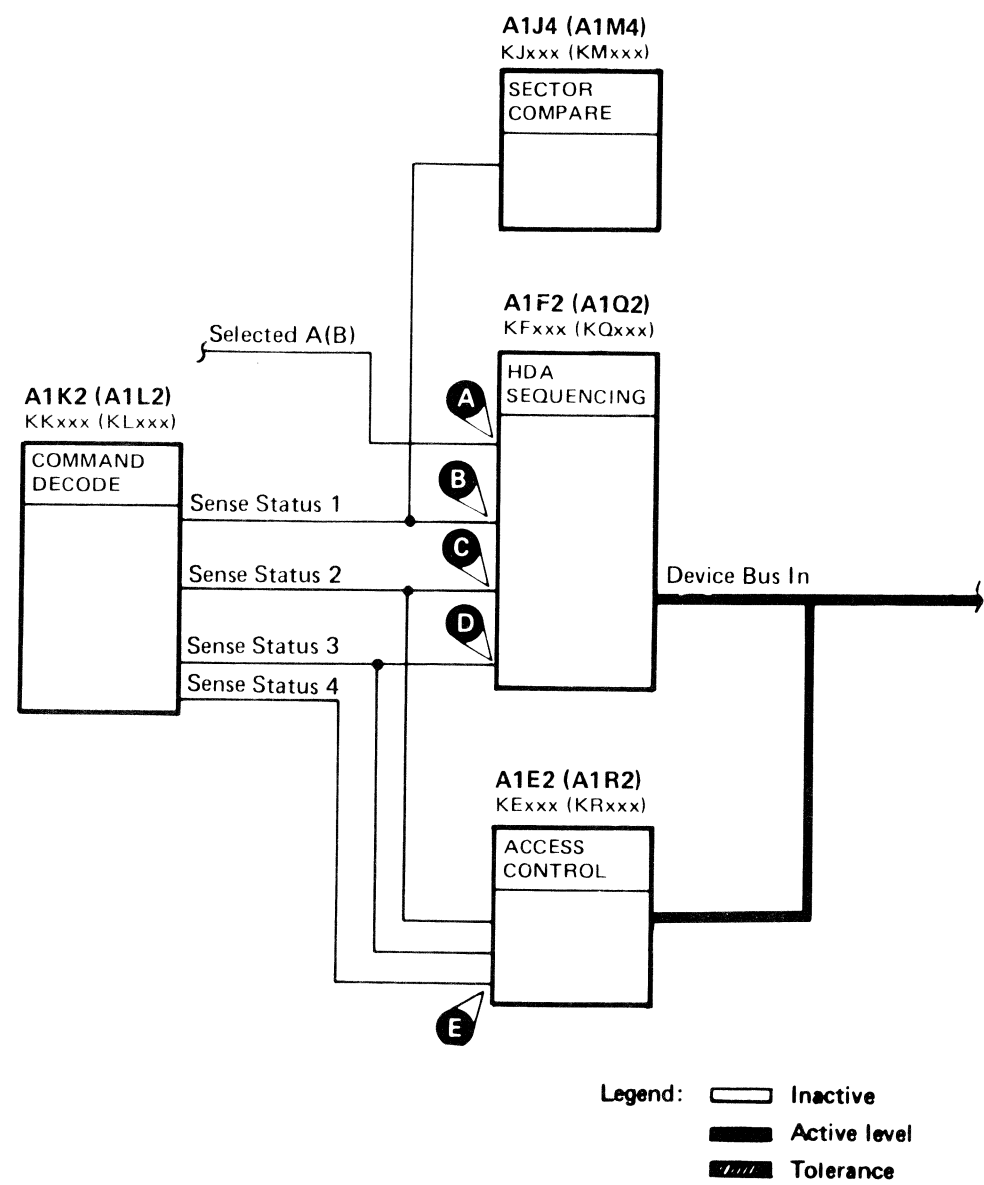 A1J4 (A1M4)
KJxxx (KMxxx)
SECTOR
COMPARE
A1F2 (A1Q2)
KFxxx (KQxxx)
HDA
SEQUENCING
Selected A(B)
A
A1K2 (A1L2)
KKxxx (KLxxx)
COMMAND
DECODE
B
Sense Status 1
C
Sense Status 2
Device Bus In
D
Sense Status 3
Sense Status 4
A1E2 (A1R2)
KExxx (KRxxx)
ACCESS
CONTROL
E
Legend:
Inactive
Active level
Tolerance